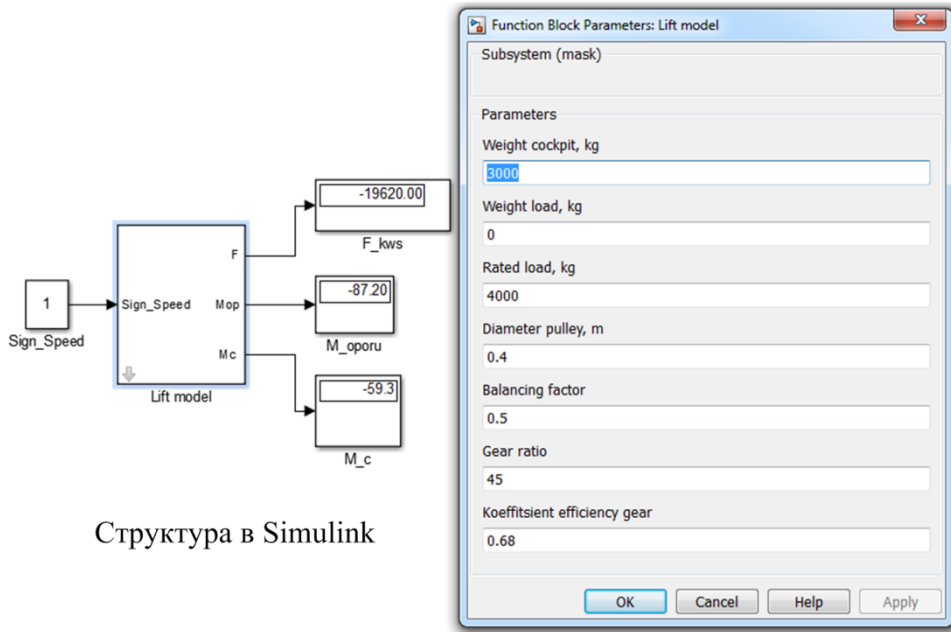 -19620.00
F_kws
F
1
Sign_Speed
Sign_Speed
Mop
-87.20
M_oporu
Mc
-59.3
M_c
Lift model
Структура в Simulink
Function Block Parameters: Lift model
Subsystem (mask)
Parameters
Weight cockpit, kg
3000
Weight load, kg
0
Rated load, kg
4000
Diameter pulley, m
0.4
Balancing factor
0.5
Gear ratio
45
Koeffitsient efficiency gear
0.68
OK Cancel Help Apply